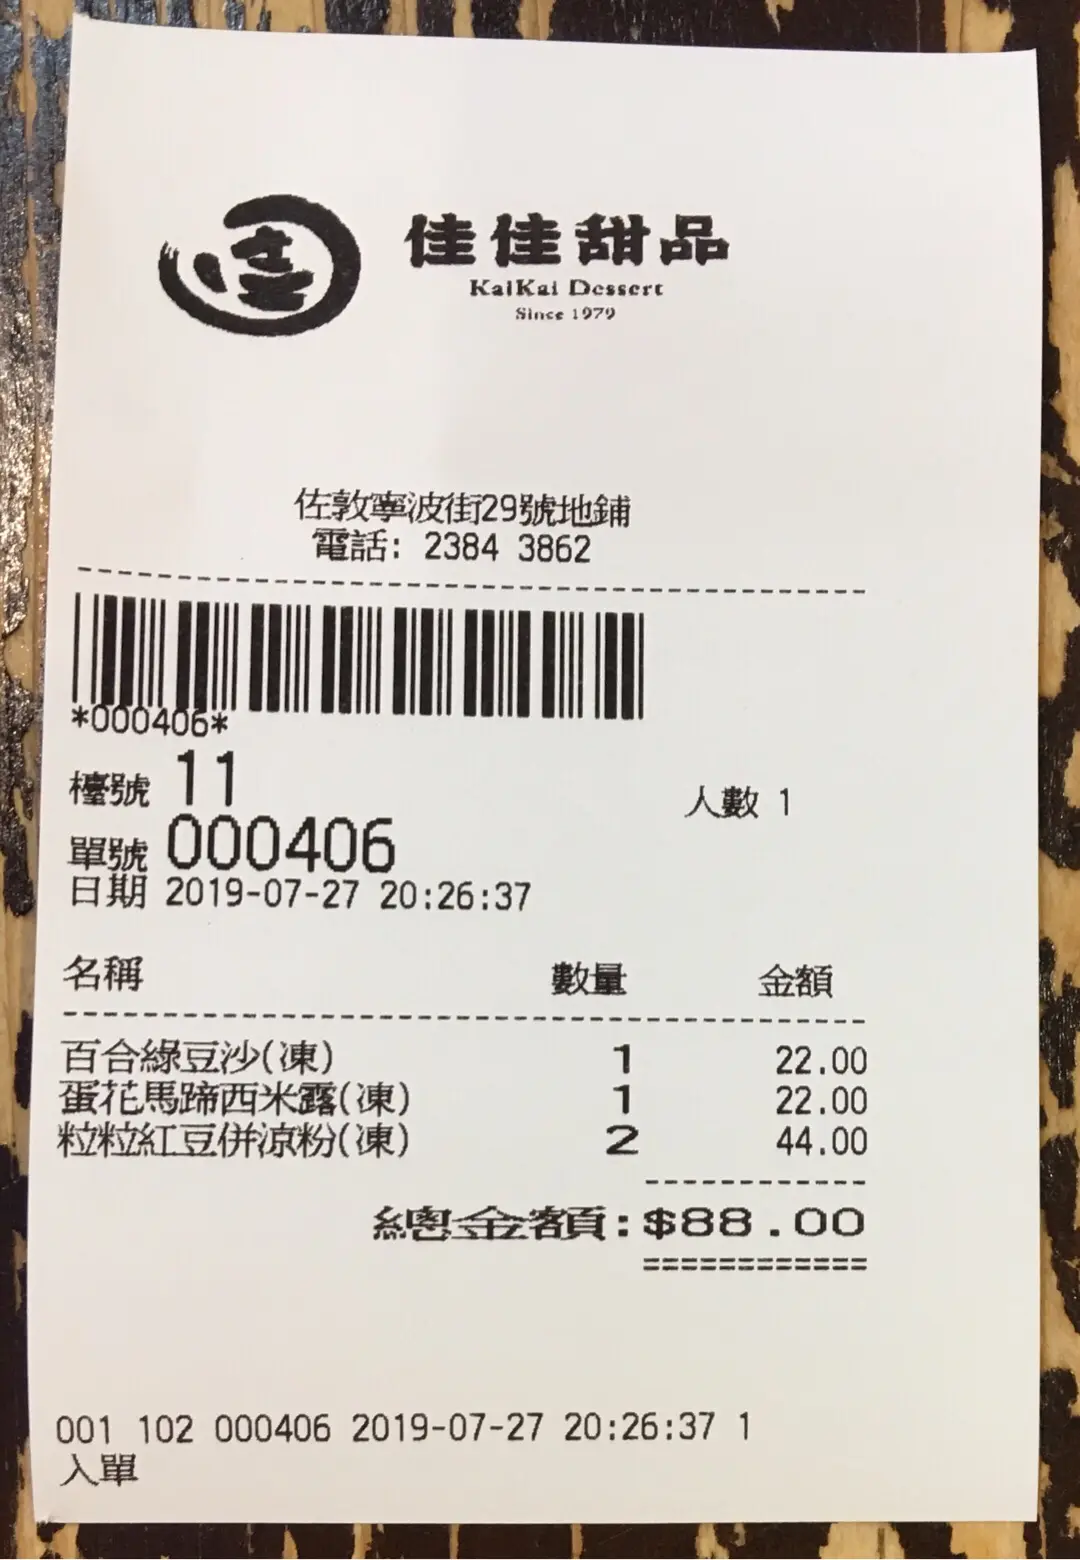 佳佳甜品
KaiKai Dessert
Since 1979
佐敦寧波街29號地鋪
電話: 2384 3862
*000406*
檯號 11 人數 1
單號 000406
日期 2019-07-27 20:26:37
名稱 數量 金額
百合綠豆沙(凍) 1 22.00
蛋花馬蹄西米露(凍) 1 22.00
粒粒紅豆併涼粉(凍) 2 44.00
總金額:$88.00
001 102 000406 2019-07-27 20:26:37 1
入單